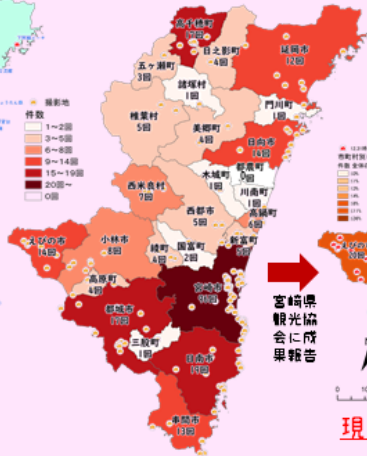 撮影地
件数
1~2回
3~5回
6~8回
9~14回
15~19回
20回~
0回
高千穂町
17回
日之影町
4回
延岡市
12回
五ヶ瀬町
3回
諸塚村
1回
門川町
1回
椎葉村
5回
美郷町
4回
日向市
14回
木城町
1回
都農町
川南町
1回
西米良村
7回
西都市
5回
高鍋町
6回
えびの市
14回
小林市
8回
綾町
4回
国富町
2回
新富町
高原町
4回
宮崎市
都城市
17回
三股町
1回
日南市
19回
串間市
13回
宮崎県
観光協
会に成
果報告
えびの
20回
0
現